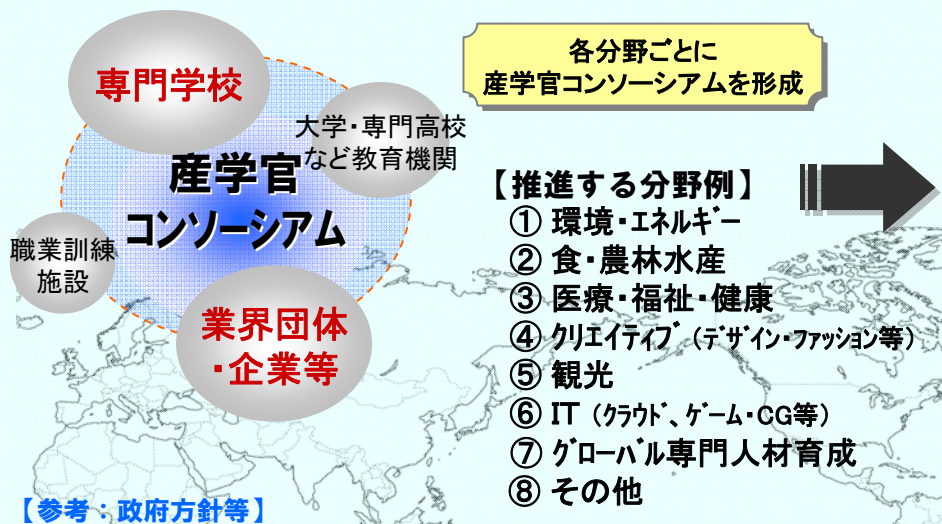 専門学校
大学・専門高校
など教育機関
産学官
コンソーシアム
職業訓練
施設
業界団体
・企業等
各分野ごとに
産学官コンソーシアムを形成
【推進する分野例】
① 環境・エネルギー
② 食・農林水産
③ 医療・福祉・健康
④ クリエイティブ（デザイン・ファッション等）
⑤ 観光
⑥ IT（クラウド、ゲーム・CG等）
⑦ グローバル専門人材育成
⑧ その他
【参考：政府方針等】